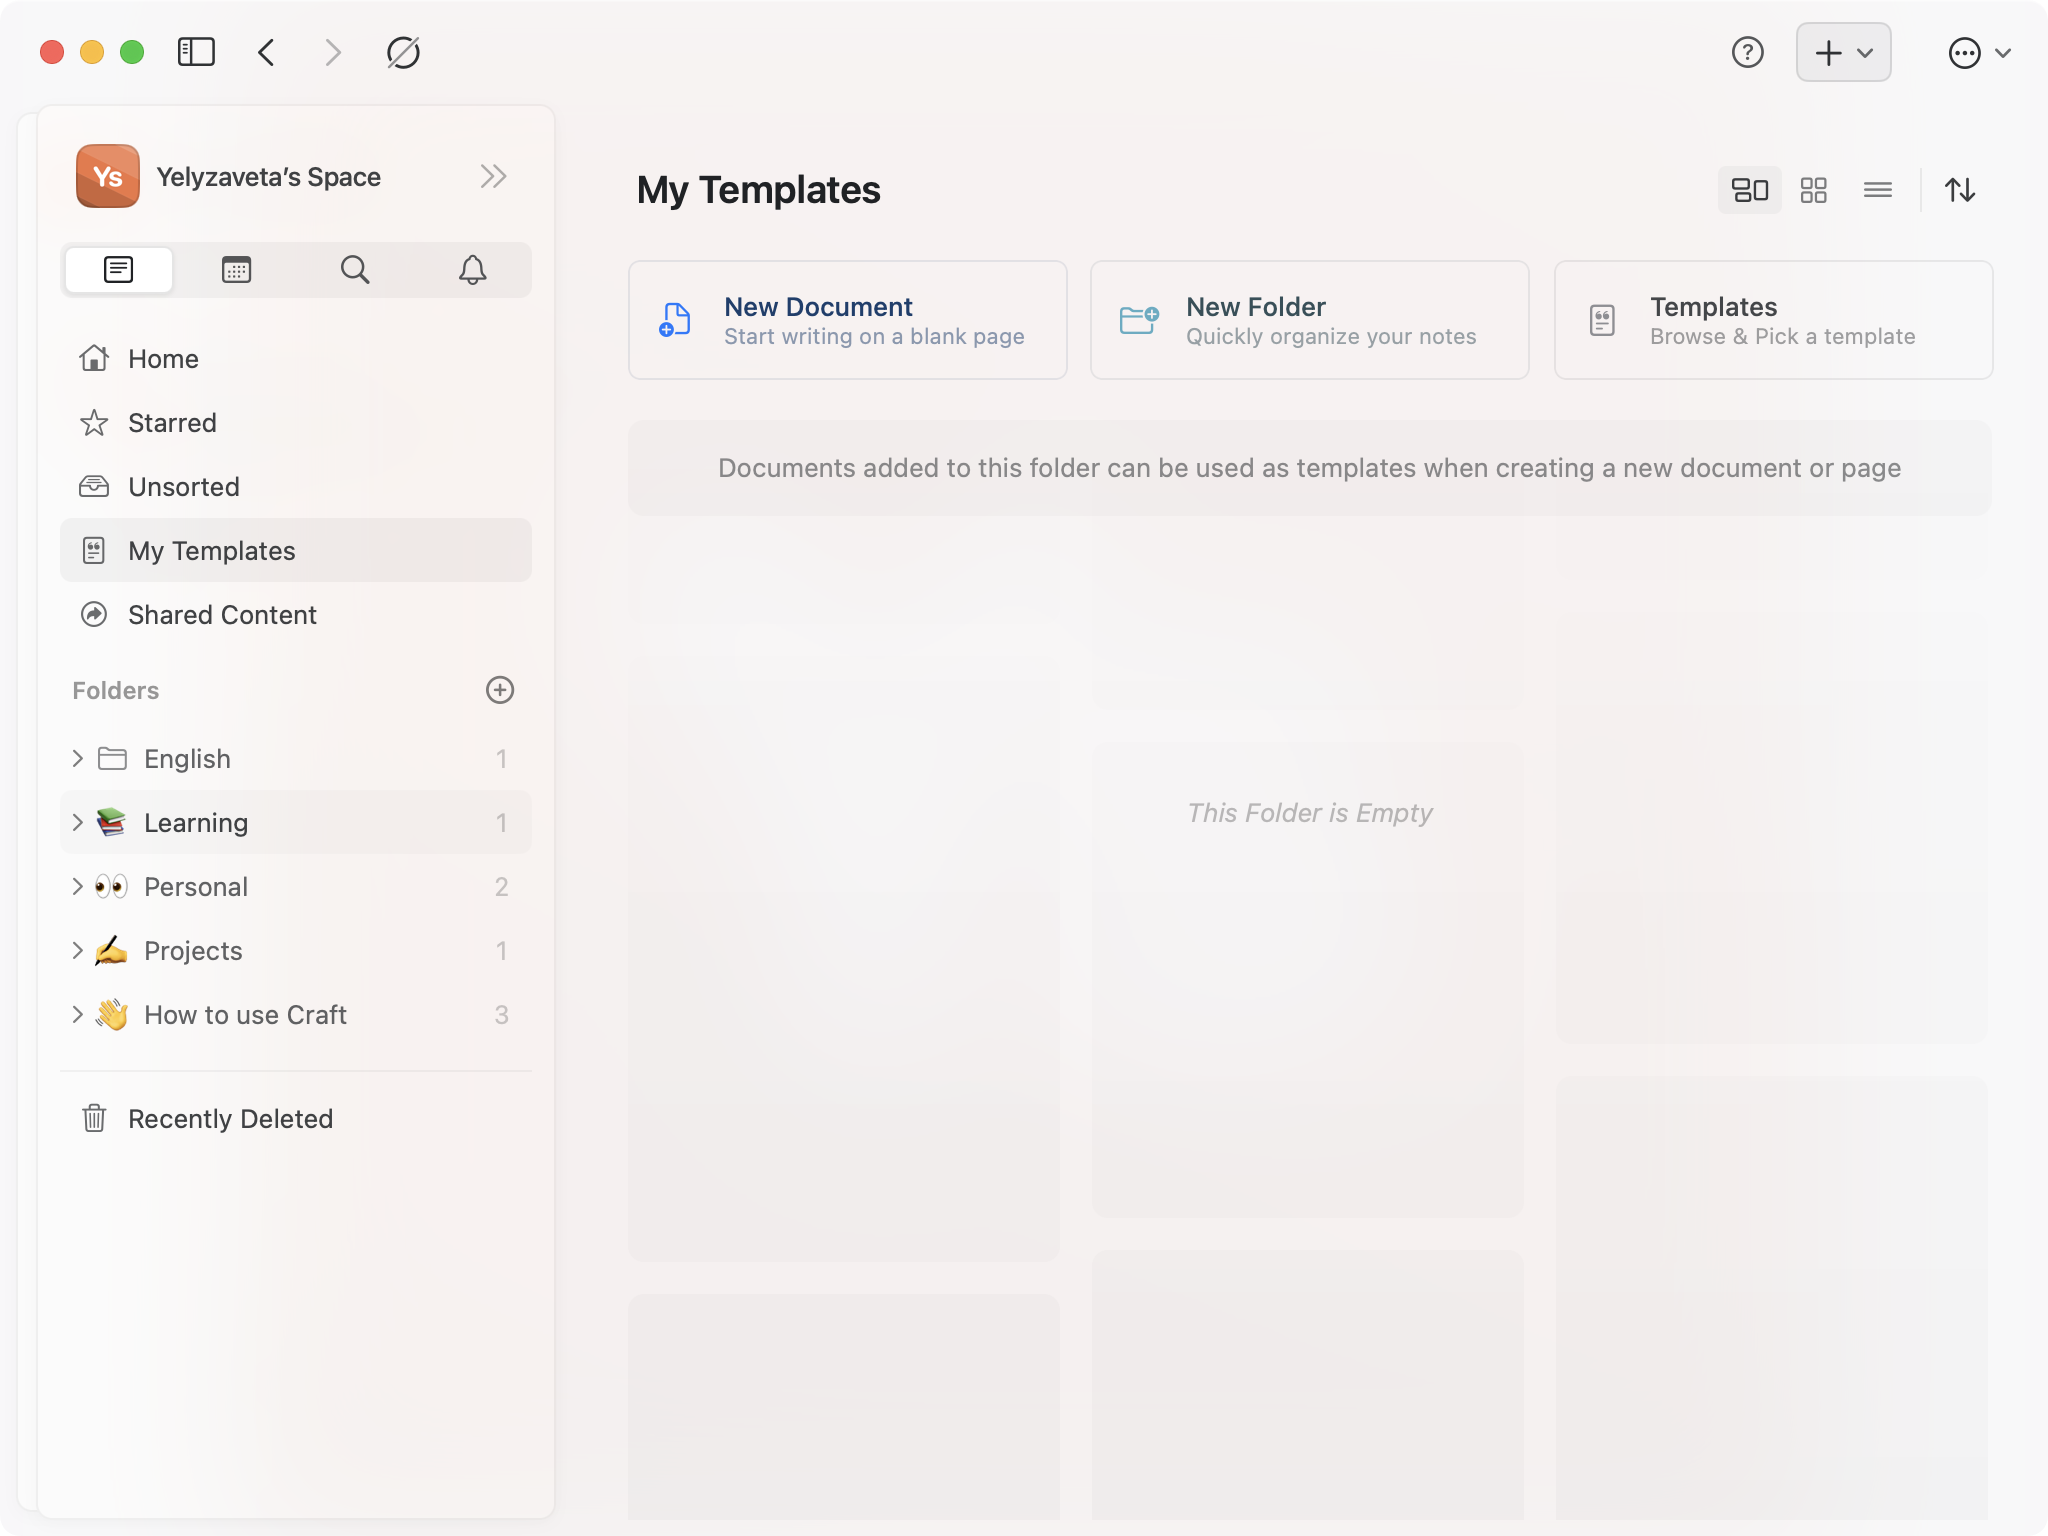 Ys
Yelyzaveta’s Space
Home
Starred
Unsorted
My Templates
Shared Content
Folders
English 1
Learning 1
Personal 2
Projects 1
How to use Craft 3
Recently Deleted
My Templates
New Document
Start writing on a blank page
New Folder
Quickly organize your notes
Templates
Browse & Pick a template
Documents added to this folder can be used as templates when creating a new document or page
This Folder is Empty